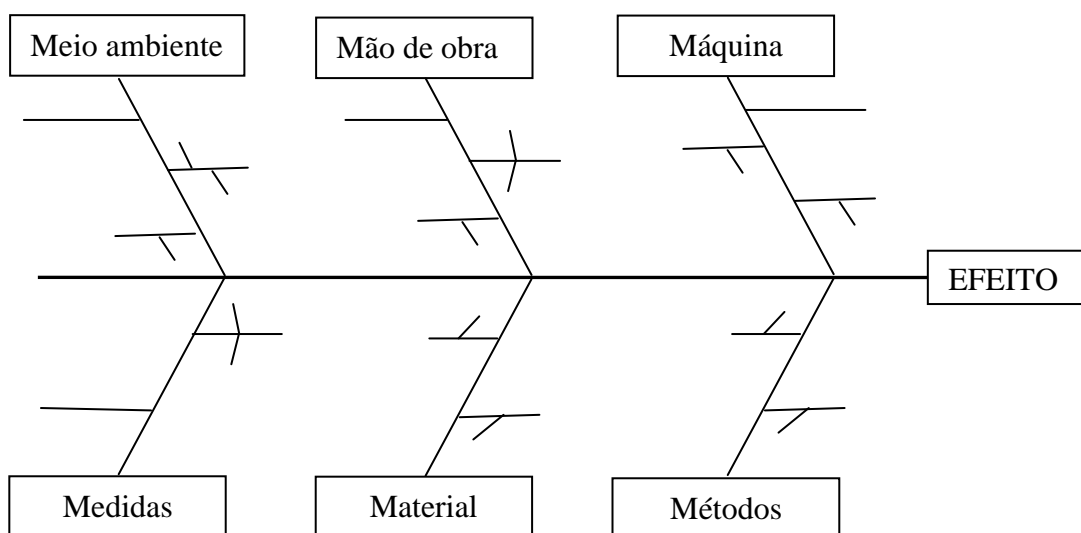 Meio ambiente
Mão de obra
Máquina
EFEITO
Medidas
Material
Métodos